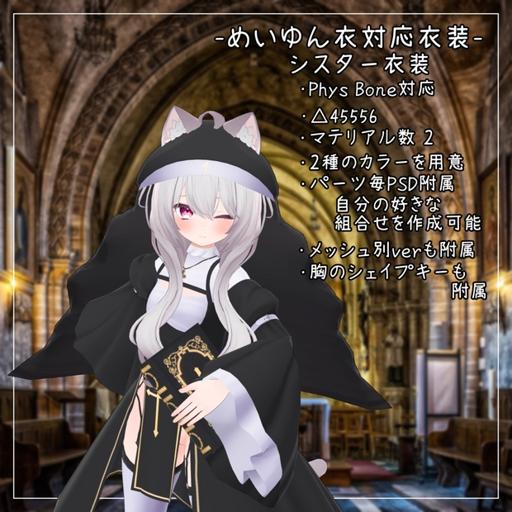 -めいゆん衣対応衣装-
シスター衣装
・Phys Bone対応
・△45556
・マテリアル数 2
・2種のカラーを用意
・パーツ毎PSD附属
自分の好きな
組合せを作成可能
・メッシュ別verも附属
・胸のシェイプキーも
附属